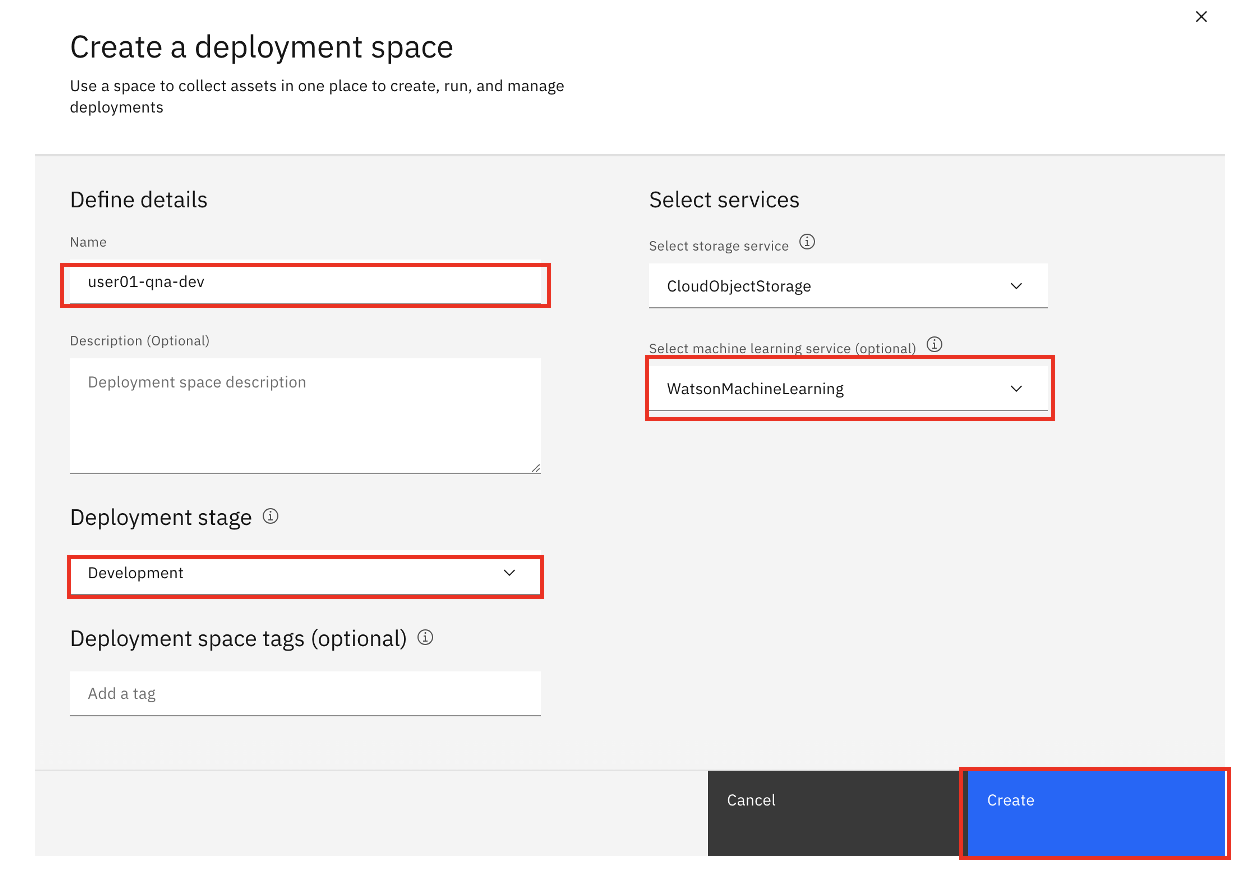 Create a deployment space
Use a space to collect assets in one place to create, run, and manage
deployments
Define details
Name
user01-qna-dev
Description (Optional)
Deployment space description
Deployment stage
Development
Deployment space tags (optional)
Add a tag
Select services
Select storage service
CloudObjectStorage
Select machine learning service (optional)
WatsonMachineLearning
Cancel
Create